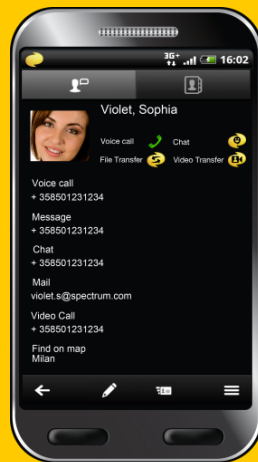 3G+ 16:02
Violet, Sophia
Voice call Chat
File Transfer Video Transfer
Voice call
+ 358501231234
Message
+ 358501231234
Chat
+ 358501231234
Mail
violet.s@spectrum.com
Video Call
+ 358501231234
Find on map
Milan